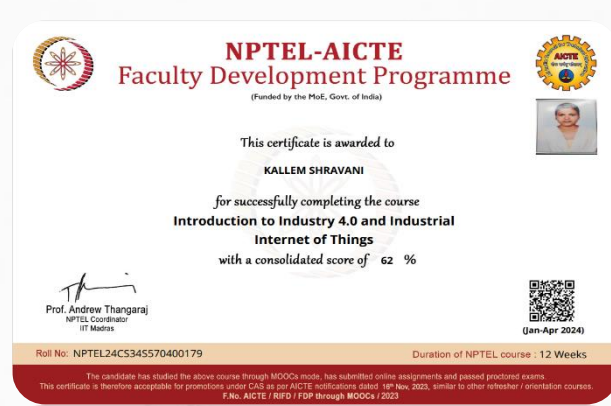 NPTEL-AICTE
Faculty Development Programme
(Funded by the MoE, Govt. of India)
AICTE
This certificate is awarded to
KALLEM SHRAVANI
for successfully completing the course
Introduction to Industry 4.0 and Industrial
Internet of Things
with a consolidated score of 62 %
Prof. Andrew Thangaraj
NPTEL Coordinator
IIT Madras
(Jan-Apr 2024)
Roll No: NPTEL24CS34S570400179
Duration of NPTEL course : 12 Weeks
The candidate has studied the above course through MOOCs mode, has submitted online assignments and passed proctored exams.
This certificate is therefore acceptable for promotions under CAS as per AICTE notifications dated 16th Nov, 2023, similar to other refresher / orientation courses.
F.No. AICTE / RIFD / FDP through MOOCs / 2023